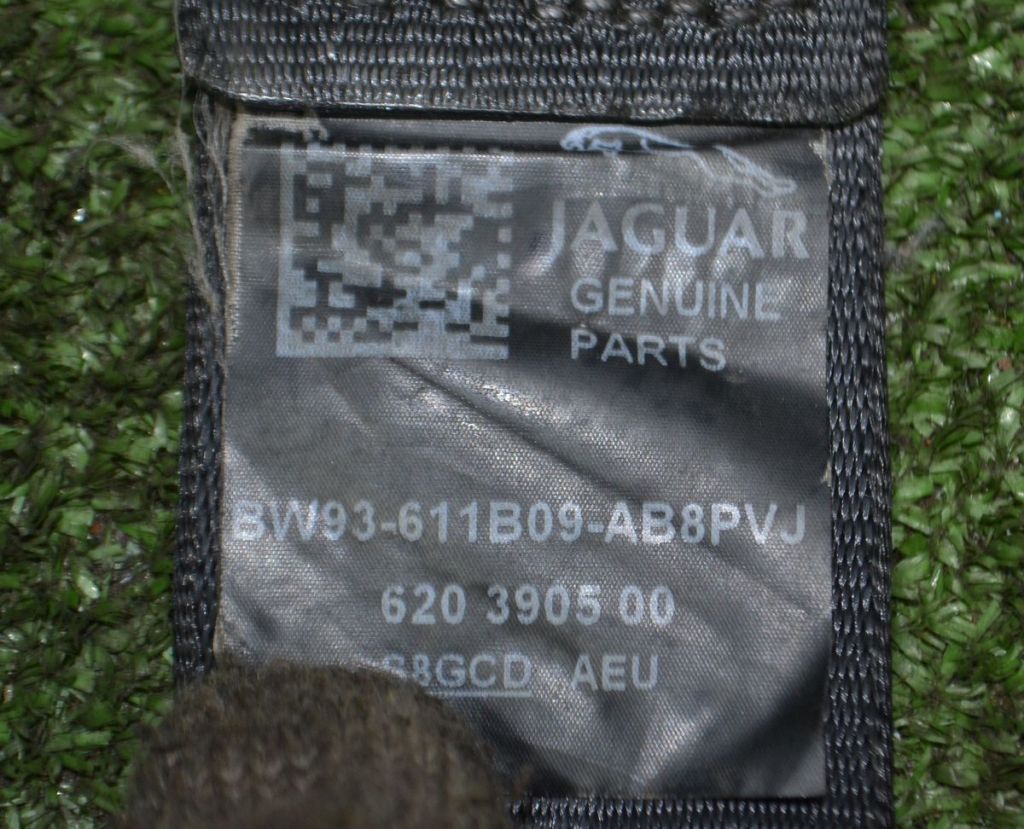 JAGUAR
GENUINE
PARTS
BW93-611B09-AB8PVJ
620 3905 00
AEU